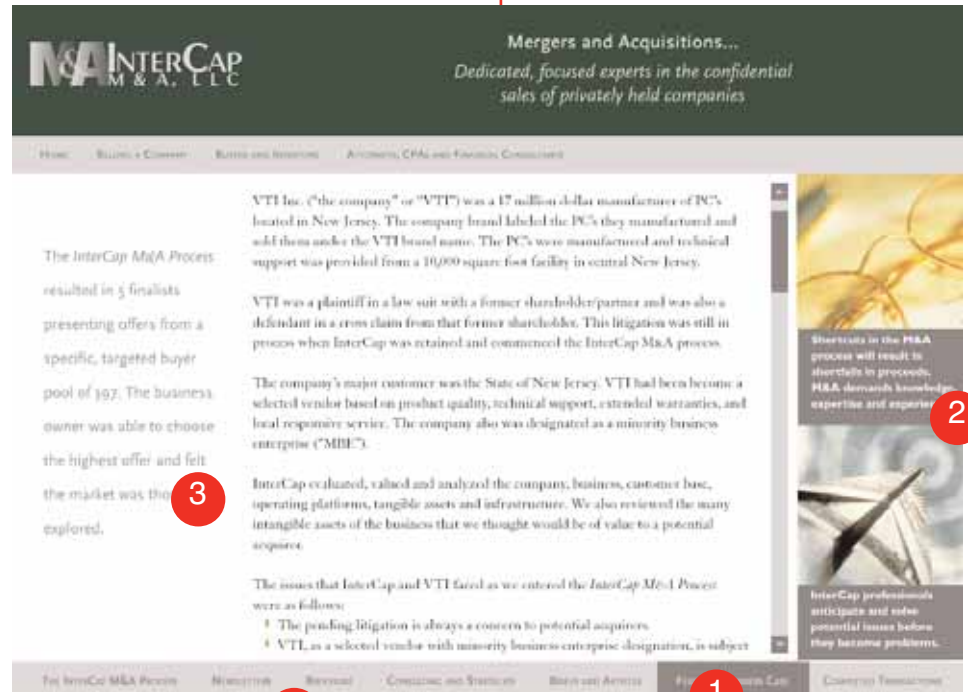 M&A INTERCAP
M & A, LLC
Mergers and Acquisitions...
Dedicated, focused experts in the confidential
sales of privately held companies
HOME SELLING A COMPANY BUYERS AND INVESTORS ATTORNEYS, CPAS AND FINANCIAL CONSULTANTS
The InterCap M&A Process
resulted in 5 finalists
presenting offers from a
specific, targeted buyer
pool of 397. The business
owner was able to choose
the highest offer and felt
the market was
explored.
3
VTI Inc. ("the company" or "VTI") was a 17 million dollar manufacturer of PC's
located in New Jersey. The company brand labeled the PC's they manufactured and
sold them under the VTI brand name. The PC's were manufactured and technical
support was provided from a 10,000 square foot facility in central New Jersey.
VTI was a plaintiff in a law suit with a former shareholder/partner and was also a
defendant in a cross claim from that former shareholder. This litigation was still in
process when InterCap was retained and commenced the InterCap M&A process.
The company's major customer was the State of New Jersey. VTI had been become a
selected vendor based on product quality, technical support, extended warranties, and
local responsive service. The company also was designated as a minority business
enterprise ("MBE").
InterCap evaluated, valued and analyzed the company, business, customer base,
operating platforms, tangible assets and infrastructure. We also reviewed the many
intangible assets of the business that we thought would be of value to a potential
acquirer.
The issues that InterCap and VTI faced as we entered the InterCap M&A Process
were as follows:
The pending litigation is always a concern to potential acquirers.
VTI, as a selected vendor with minority business enterprise designation, is subject
Shortcuts in the M&A
process will result in
shortfalls in proceeds.
M&A demands knowledge,
expertise and
2
InterCap professionals
anticipate and solve
potential issues before
they become problems.
THE INTERCAP M&A PROCESS NEWSLETTER BROCHURE CONSULTING AND STRATEGIES BRIEFS AND ARTICLES CASE COMPLETED TRANSACTIONS
1